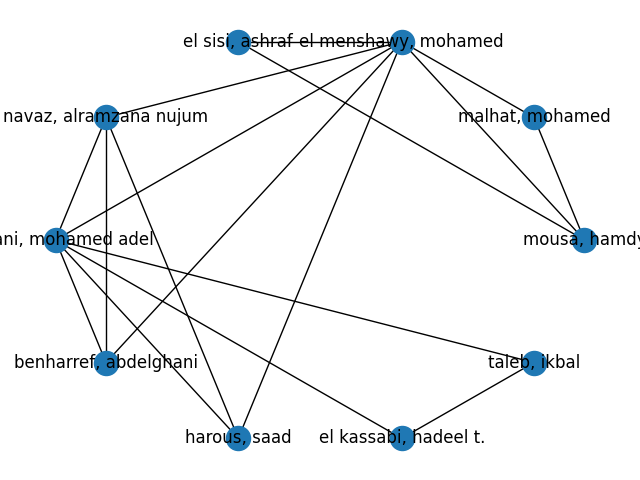 el sisi, ashraf
el menshawy, mohamed
navaz, alramzana nujum
malhat, mohamed
ani, mohamed adel
mousa, hamdy
benharref, abdelghani
taleb, ikbal
harous, saad
el kassabi, hadeel t.